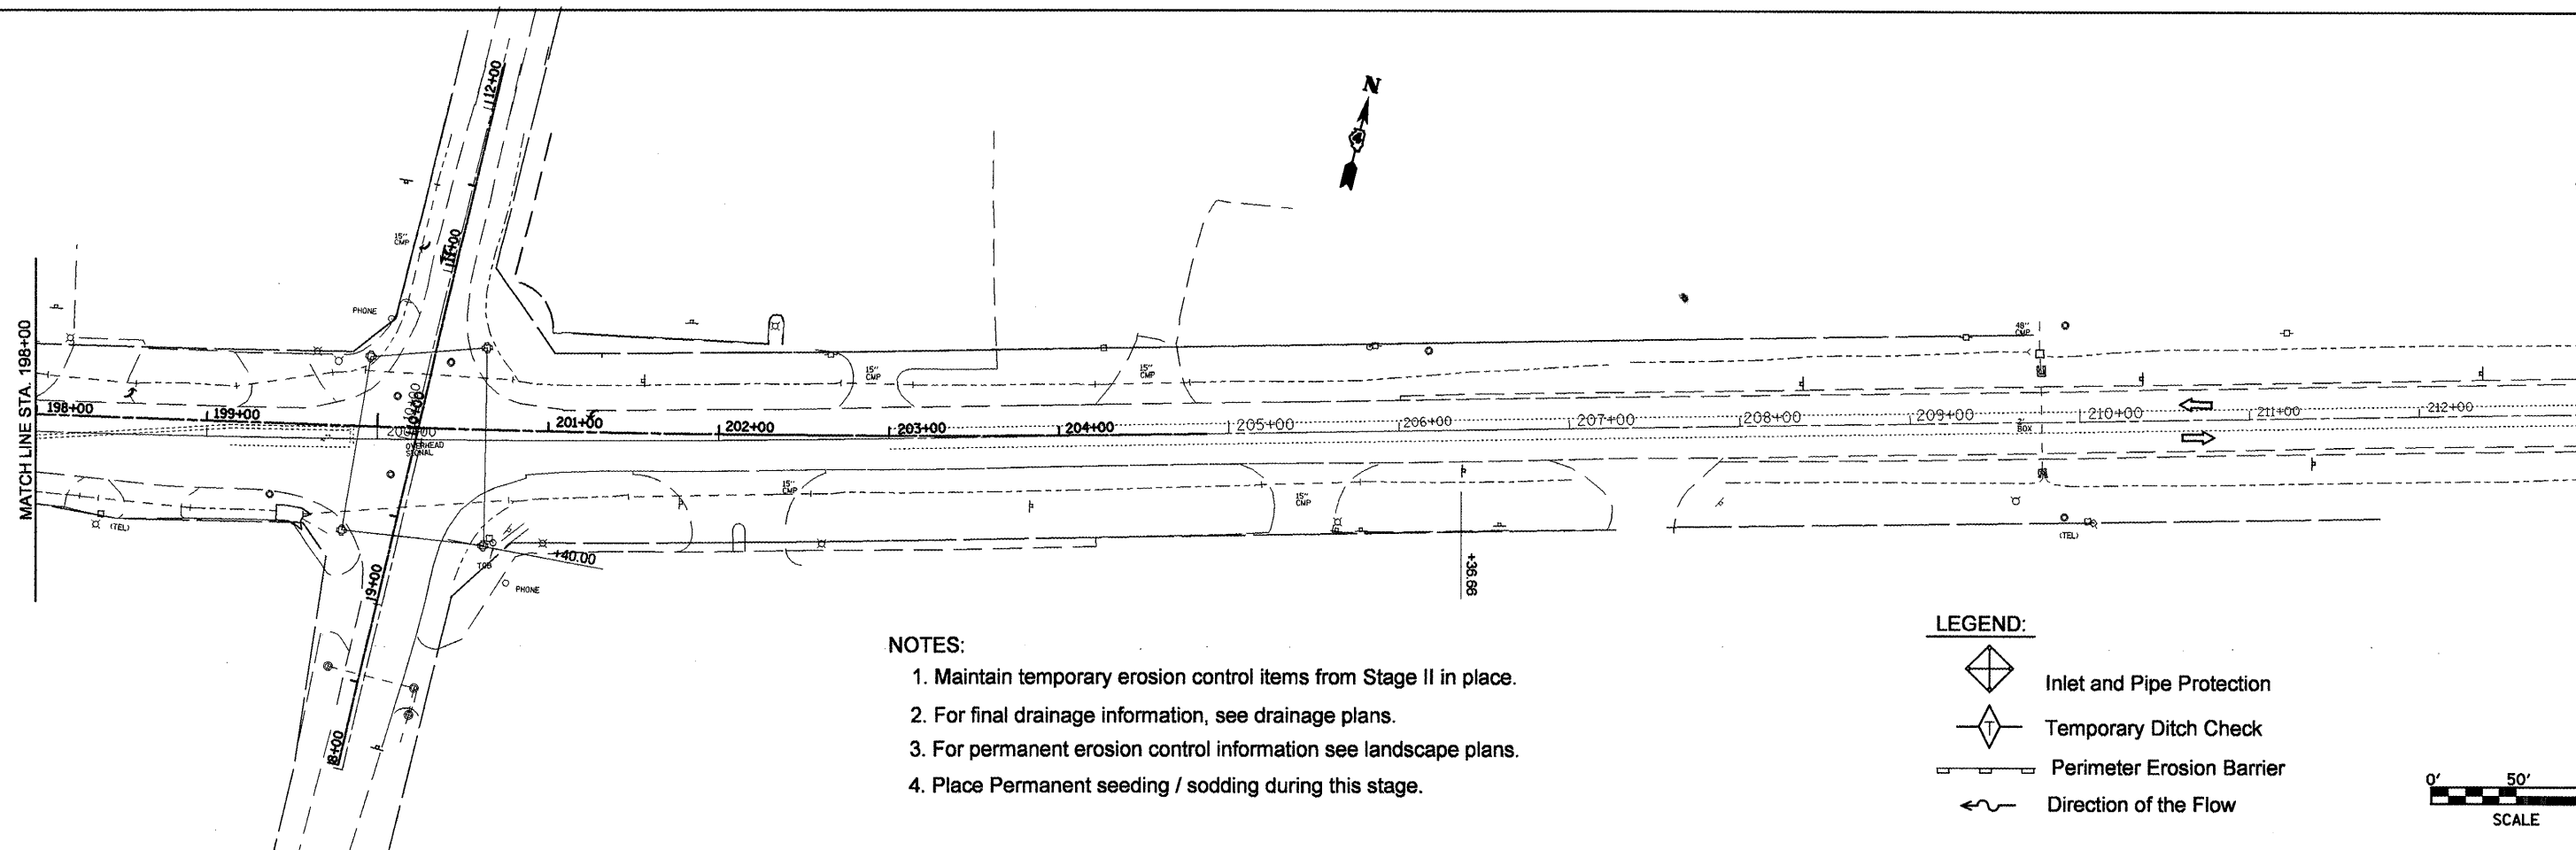 112+00
N
15"
CMP
111+00
PHONE
MATCH LINE STA. 198+00
48"
CMP
15"
CMP
15"
CMP
198+00
199+00
110+00
200+00
OVERHEAD
SIGNAL
201+00
202+00
203+00
204+00
205+00
206+00
207+00
208+00
209+00
BOX
210+00
211+00
212+00
15"
CMP
15"
CMP
(TEL)
(TEL)
+40.00
+36.66
PHONE
19+00
18+00
NOTES:
1. Maintain temporary erosion control items from Stage II in place.
2. For final drainage information, see drainage plans.
3. For permanent erosion control information see landscape plans.
4. Place Permanent seeding / sodding during this stage.
LEGEND:
Inlet and Pipe Protection
T Temporary Ditch Check
Perimeter Erosion Barrier
Direction of the Flow
0' 50'
SCALE